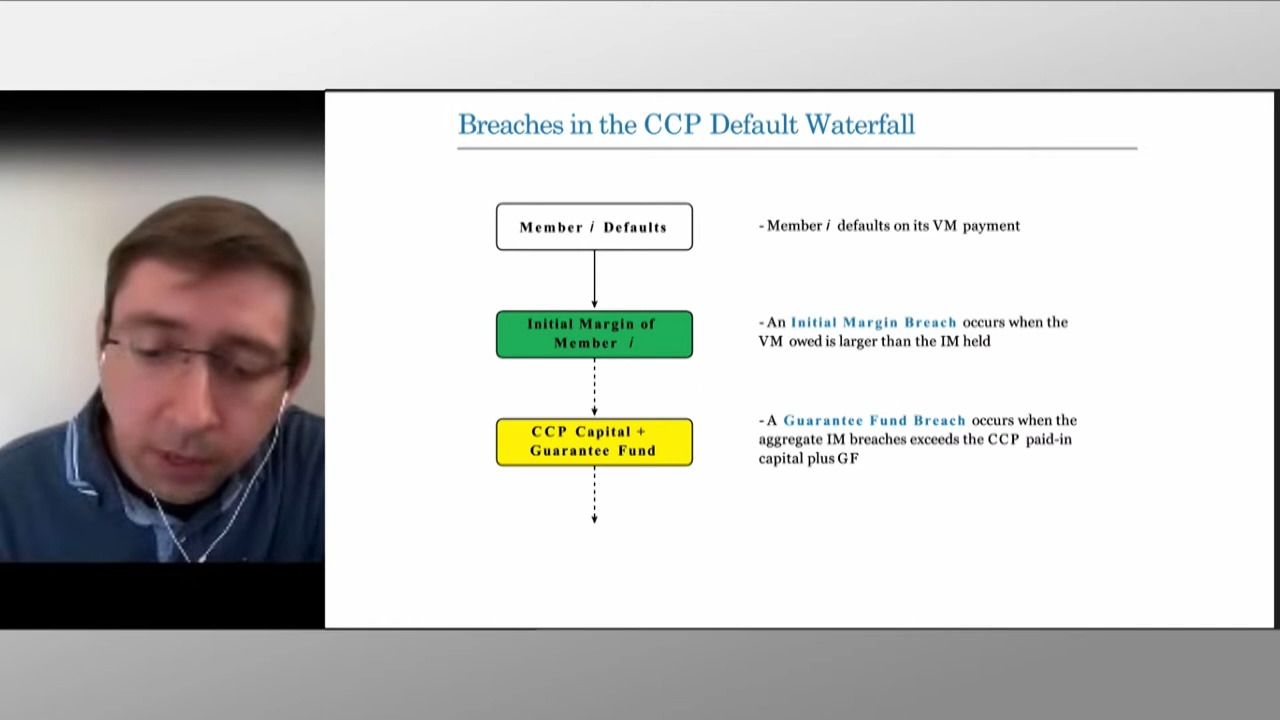 Breaches in the CCP Default Waterfall
Member i Defaults
- Member i defaults on its VM payment
Initial Margin of
Member i
- An Initial Margin Breach occurs when the
VM owed is larger than the IM held
CCP Capital +
Guarantee Fund
- A Guarantee Fund Breach occurs when the
aggregate IM breaches exceeds the CCP paid-in
capital plus GF